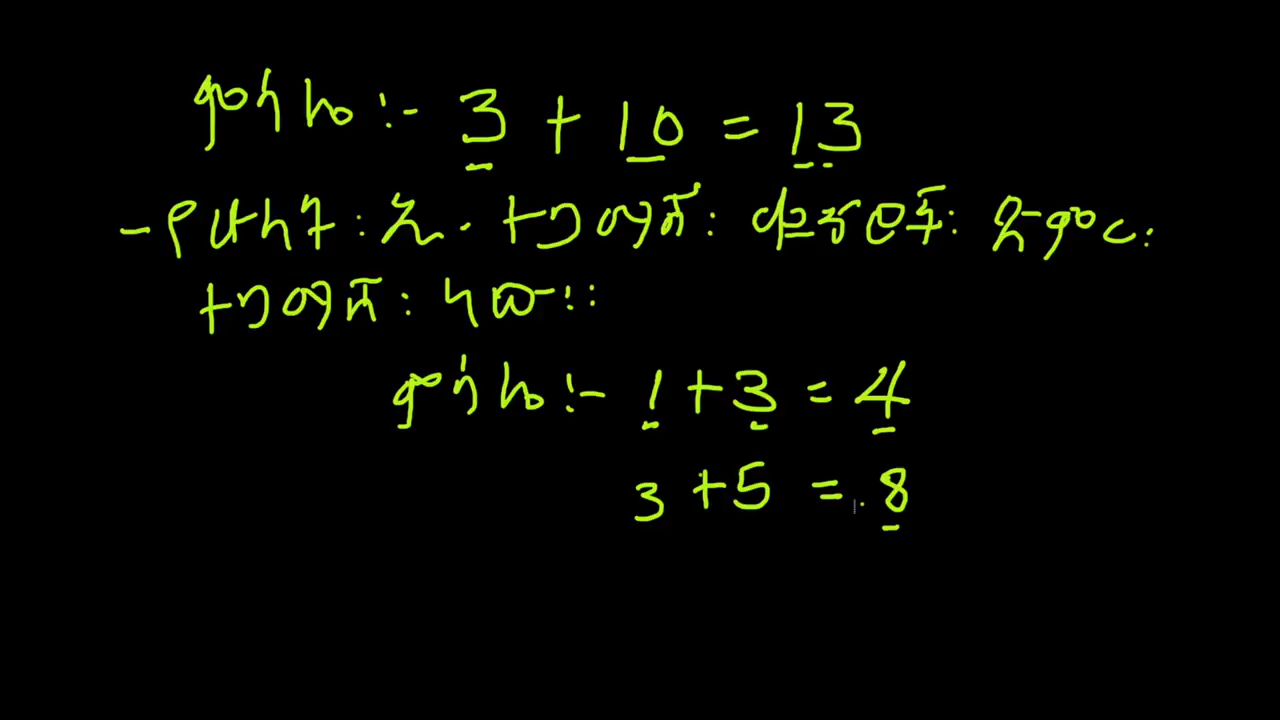 ምሳሌ፦ 3 + 10 = 13
- የሁለት፡ ኢ-ተጋማሽ፡ ቁጥሮች፡ ድምር፡
ተጋማሽ፡ ነው።
ምሳሌ፦ 1 + 3 = 4
3 + 5 = 8